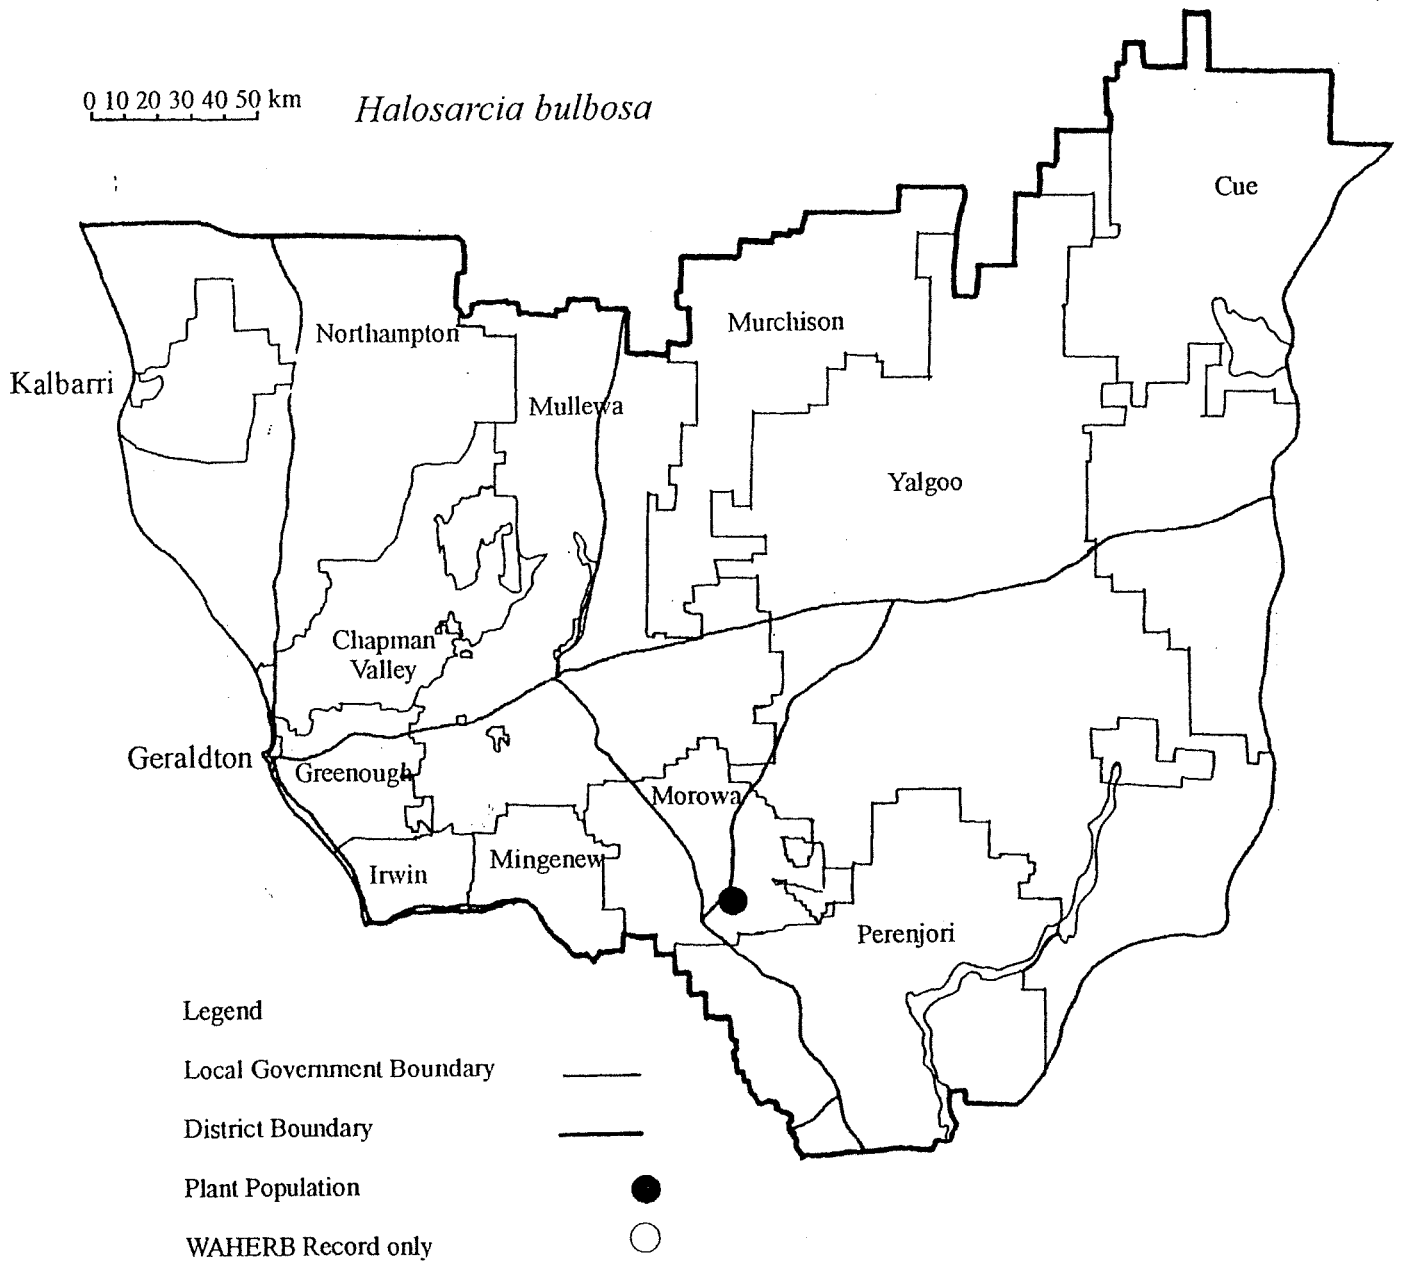 0 10 20 30 40 50 km
Halosarcia bulbosa
Cue
Murchison
Northampton
Kalbarri
Mullewa
Yalgoo
Chapman
Valley
Geraldton
Greenough
Morowa
Irwin
Mingenew
Perenjori
Legend
Local Government Boundary
District Boundary
Plant Population
WAHERB Record only